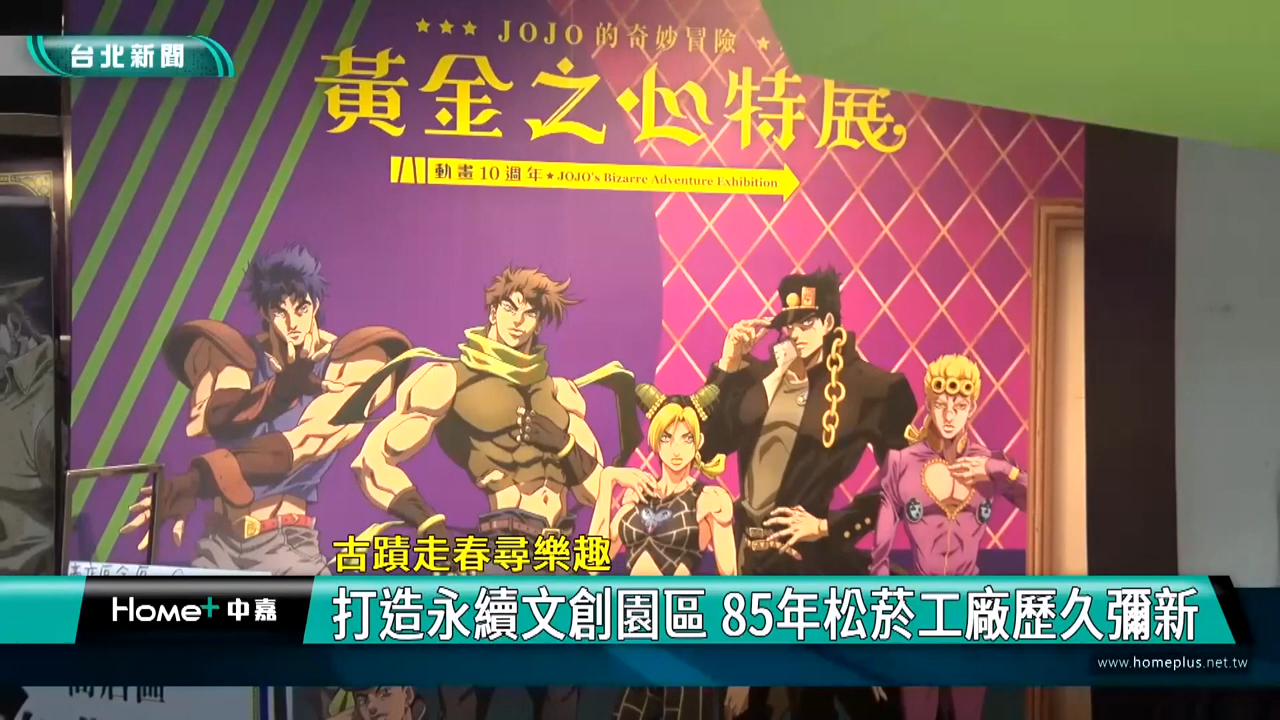 台北新聞
★★★ JOJO的奇妙冒險 ★
黃金之心特展
動畫10週年★JOJO's Bizarre Adventure Exhibition
古蹟走春尋樂趣
Home+中嘉
打造永續文創園區 85年松菸工廠歷久彌新
www.homeplus.net.tw